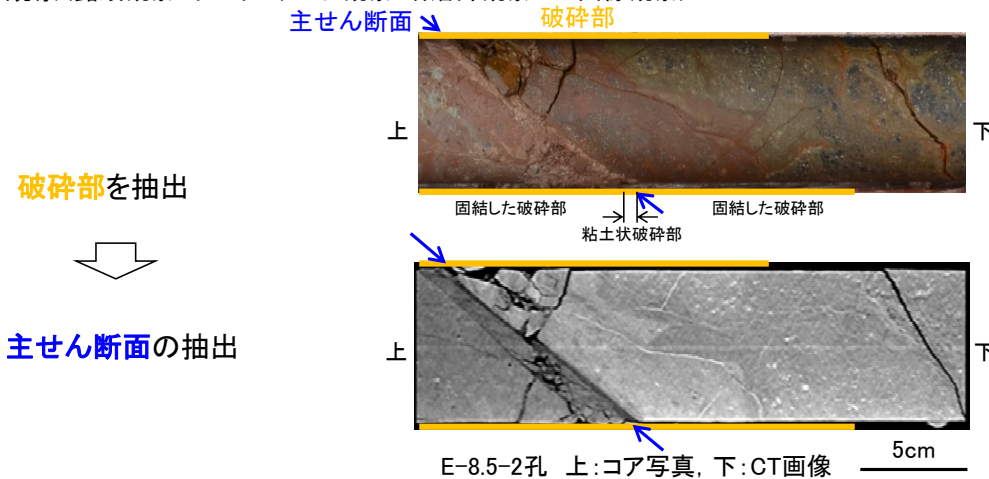 主せん断面
破砕部
上
下
破砕部を抽出
固結した破砕部
固結した破砕部
粘土状破砕部
主せん断面の抽出
上
下
E-8.5-2孔 上:コア写真, 下:CT画像
5cm